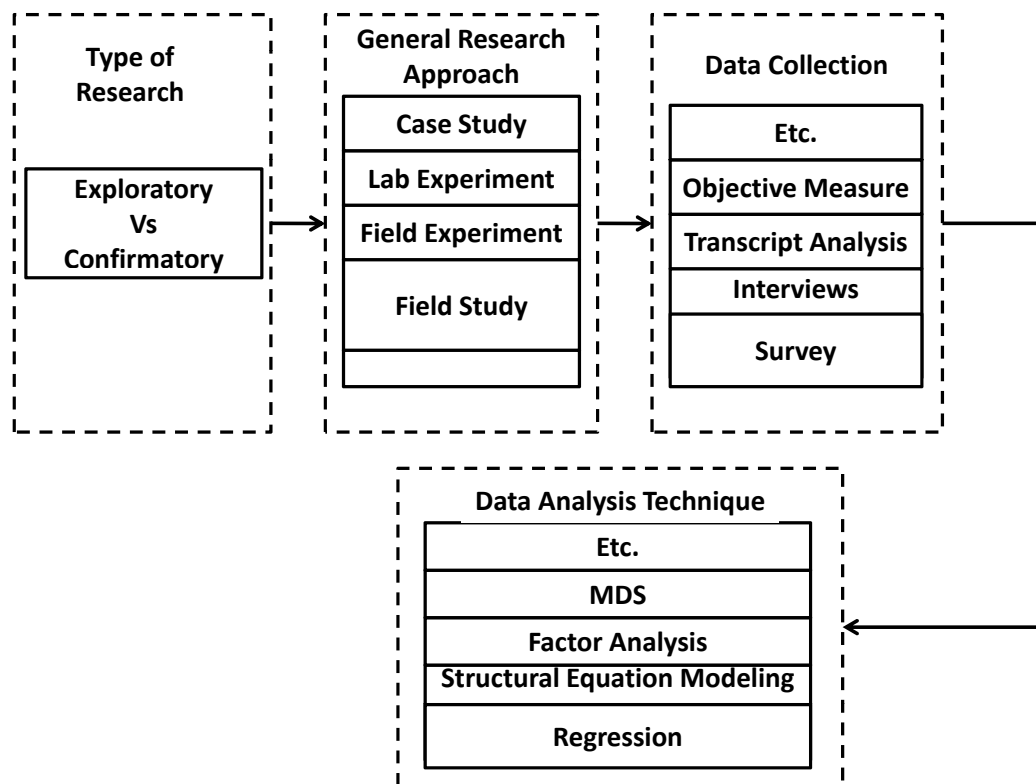 Type of
Research
Exploratory
Vs
Confirmatory
General Research
Approach
Case Study
Lab Experiment
Field Experiment
Field Study
Data Collection
Etc.
Objective Measure
Transcript Analysis
Interviews
Survey
Data Analysis Technique
Etc.
MDS
Factor Analysis
Structural Equation Modeling
Regression